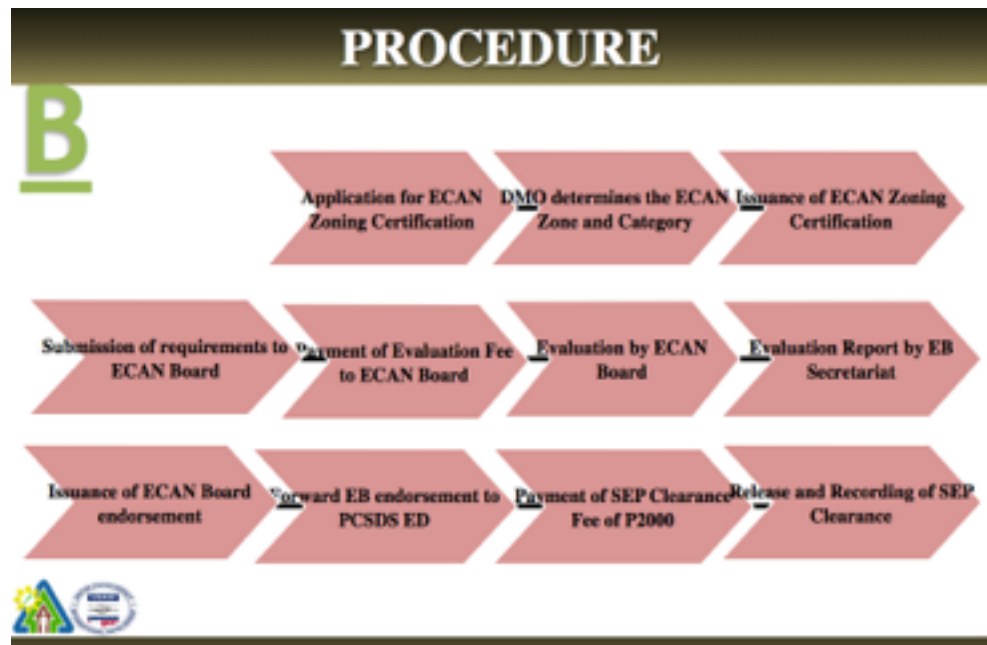 PROCEDURE
B
Application for ECAN
Zoning Certification
DMO determines the ECAN
Zone and Category
Issuance of ECAN Zoning
Certification
Submission of requirements to
ECAN Board
Payment of Evaluation Fee
to ECAN Board
Evaluation by ECAN
Board
Evaluation Report by EB
Secretariat
Issuance of ECAN Board
endorsement
Forward EB endorsement to
PCSDS ED
Payment of SEP Clearance
Fee of P2000
Release and Recording of SEP
Clearance